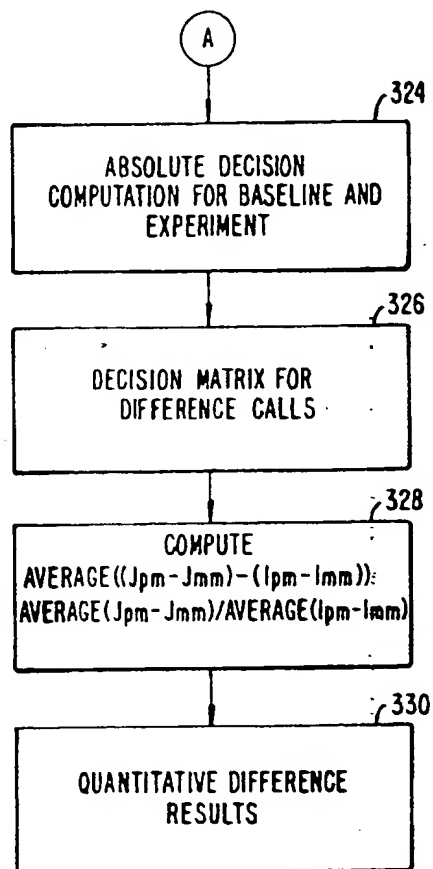 A
324
ABSOLUTE DECISION
COMPUTATION FOR BASELINE AND
EXPERIMENT
326
DECISION MATRIX FOR
DIFFERENCE CALLS
328
COMPUTE
AVERAGE((Jpm-Jmm)-(Ipm-Imm)):
AVERAGE(Jpm-Jmm)/AVERAGE(Ipm-Imm)
330
QUANTITATIVE DIFFERENCE
RESULTS